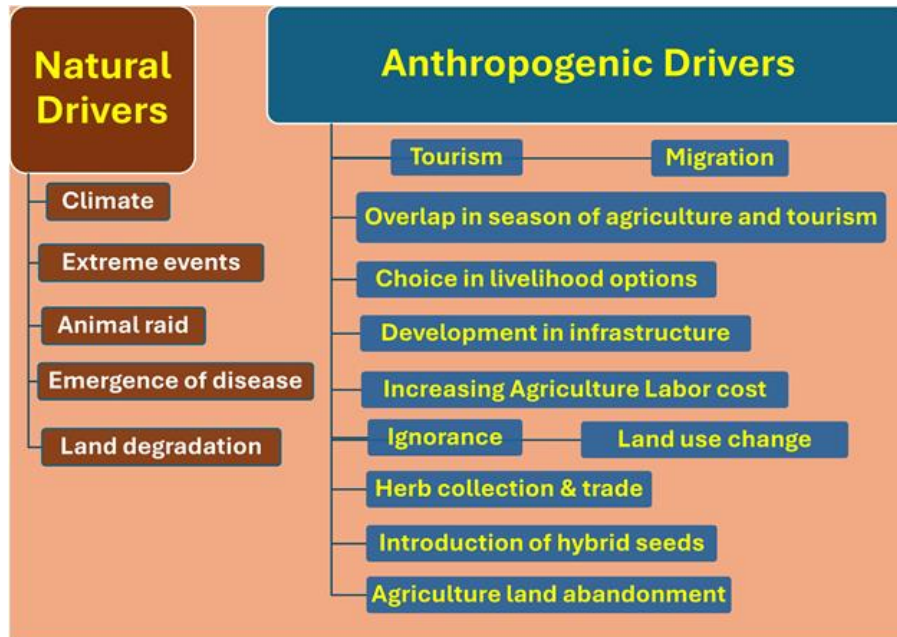 Natural
Drivers
Climate
Extreme events
Animal raid
Emergence of disease
Land degradation
Anthropogenic Drivers
Tourism
Migration
Overlap in season of agriculture and tourism
Choice in livelihood options
Development in infrastructure
Increasing Agriculture Labor cost
Ignorance
Land use change
Herb collection & trade
Introduction of hybrid seeds
Agriculture land abandonment